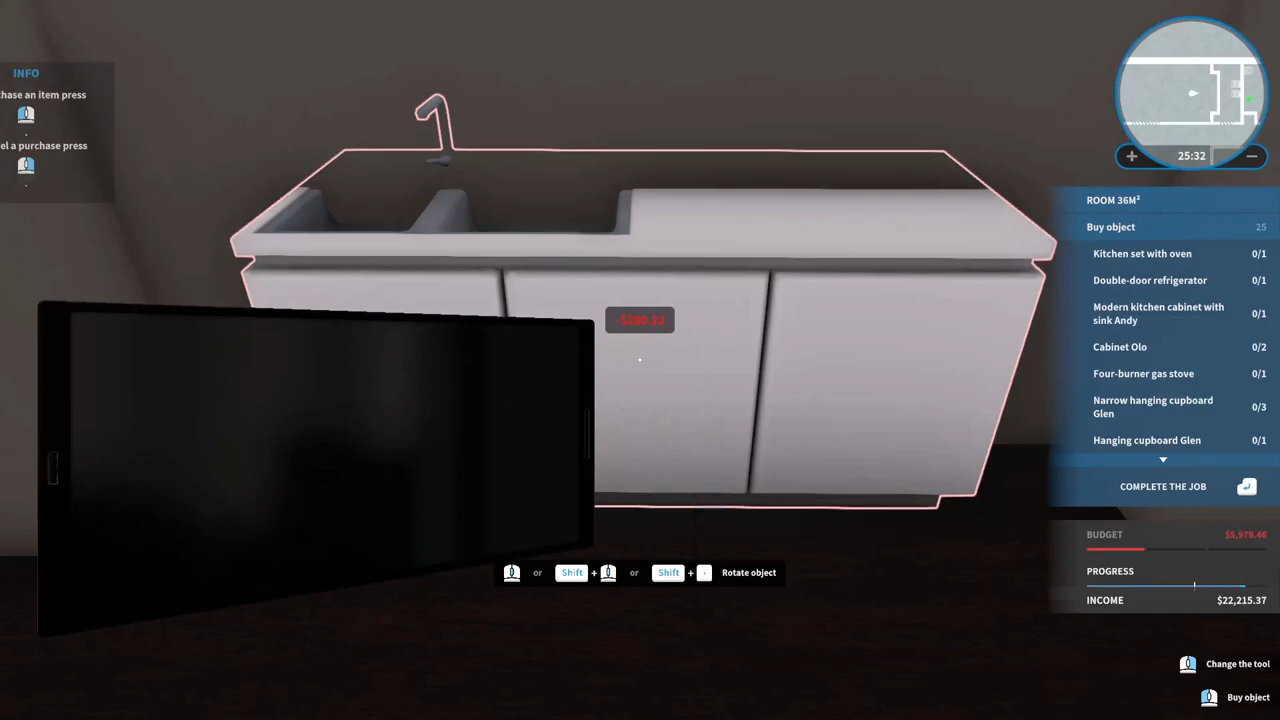 INFO
hase an item press
.
el a purchase press
.
25:32
ROOM 36M²
Buy object 25
Kitchen set with oven 0/1
Double-door refrigerator 0/1
Modern kitchen cabinet with
sink Andy 0/1
Cabinet Olo 0/2
Four-burner gas stove 0/1
Narrow hanging cupboard
Glen 0/3
Hanging cupboard Glen 0/1
COMPLETE THE JOB
BUDGET $5,979.46
PROGRESS
INCOME $22,215.37
or Shift + or Shift + · Rotate object
Change the tool
Buy object